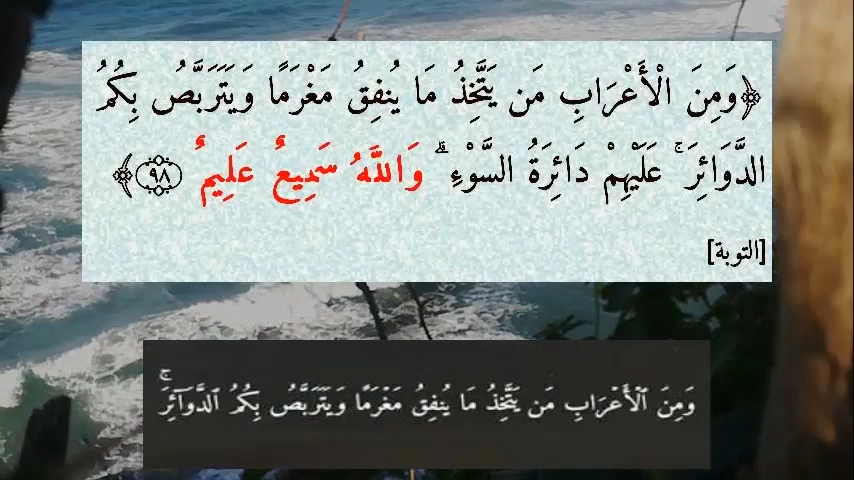 ﴿وَمِنَ الْأَعْرَابِ مَن يَتَّخِذُ مَا يُنفِقُ مَغْرَمًا وَيَتَرَبَّصُ بِكُمُ
الدَّوَائِرَ ۚ عَلَيْهِمْ دَائِرَةُ السَّوْءِ ۗ وَاللَّهُ سَمِيعٌ عَلِيمٌ ﴿٩٨﴾
[التوبة]
وَمِنَ ٱلْأَعْرَابِ مَن يَتَّخِذُ مَا يُنفِقُ مَغْرَمًا وَيَتَرَبَّصُ بِكُمُ ٱلدَّوَآئِرَ ۚ